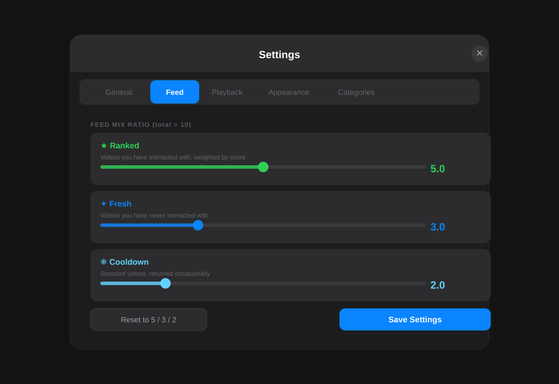 Settings
✕
General Feed Playback Appearance Categories
FEED MIX RATIO (total = 10)
★ Ranked
Videos you have interacted with, weighted by score
5.0
✦ Fresh
Videos you have never interacted with
3.0
❄ Cooldown
Snoozed videos, returned occasionally
2.0
Reset to 5 / 3 / 2
Save Settings